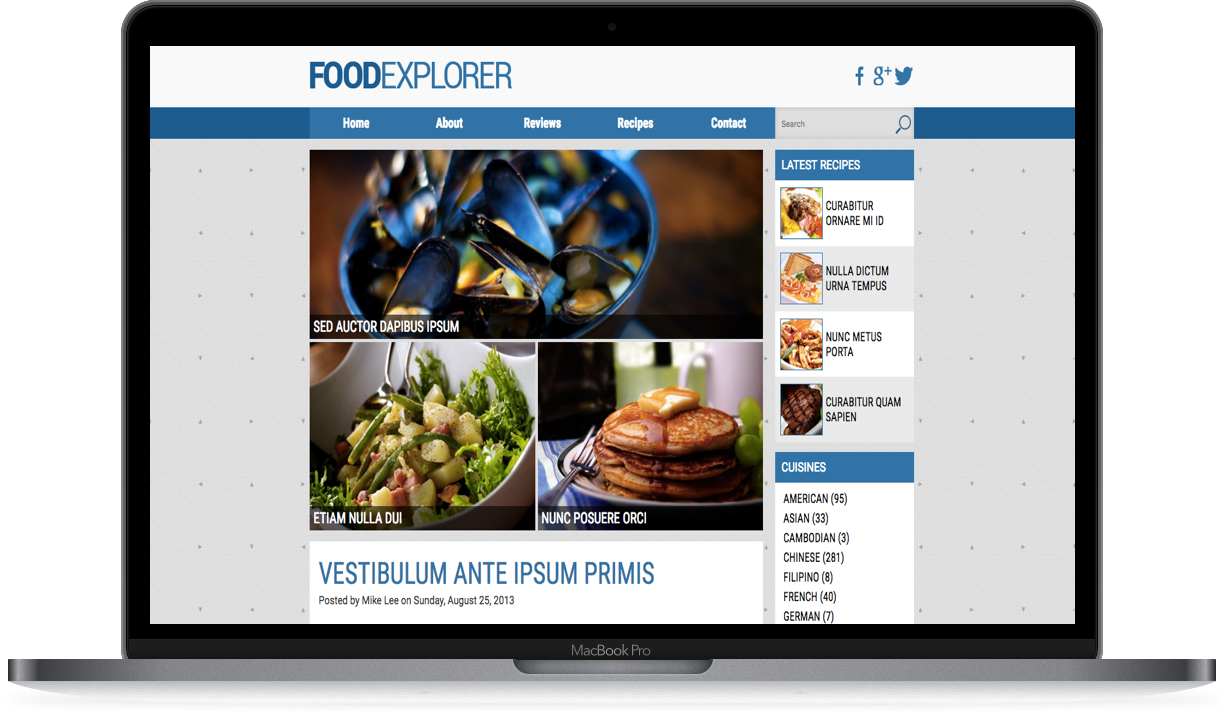 FOODEXPLORER
f g+
Home About Reviews Recipes Contact Search
SED AUCTOR DAPIBUS IPSUM
ETIAM NULLA DUI
NUNC POSUERE ORCI
VESTIBULUM ANTE IPSUM PRIMIS
Posted by Mike Lee on Sunday, August 25, 2013
LATEST RECIPES
CURABITUR
ORNARE MI ID
NULLA DICTUM
URNA TEMPUS
NUNC METUS
PORTA
CURABITUR QUAM
SAPIEN
CUISINES
AMERICAN (95)
ASIAN (33)
CAMBODIAN (3)
CHINESE (281)
FILIPINO (8)
FRENCH (40)
GERMAN (7)
MacBook Pro